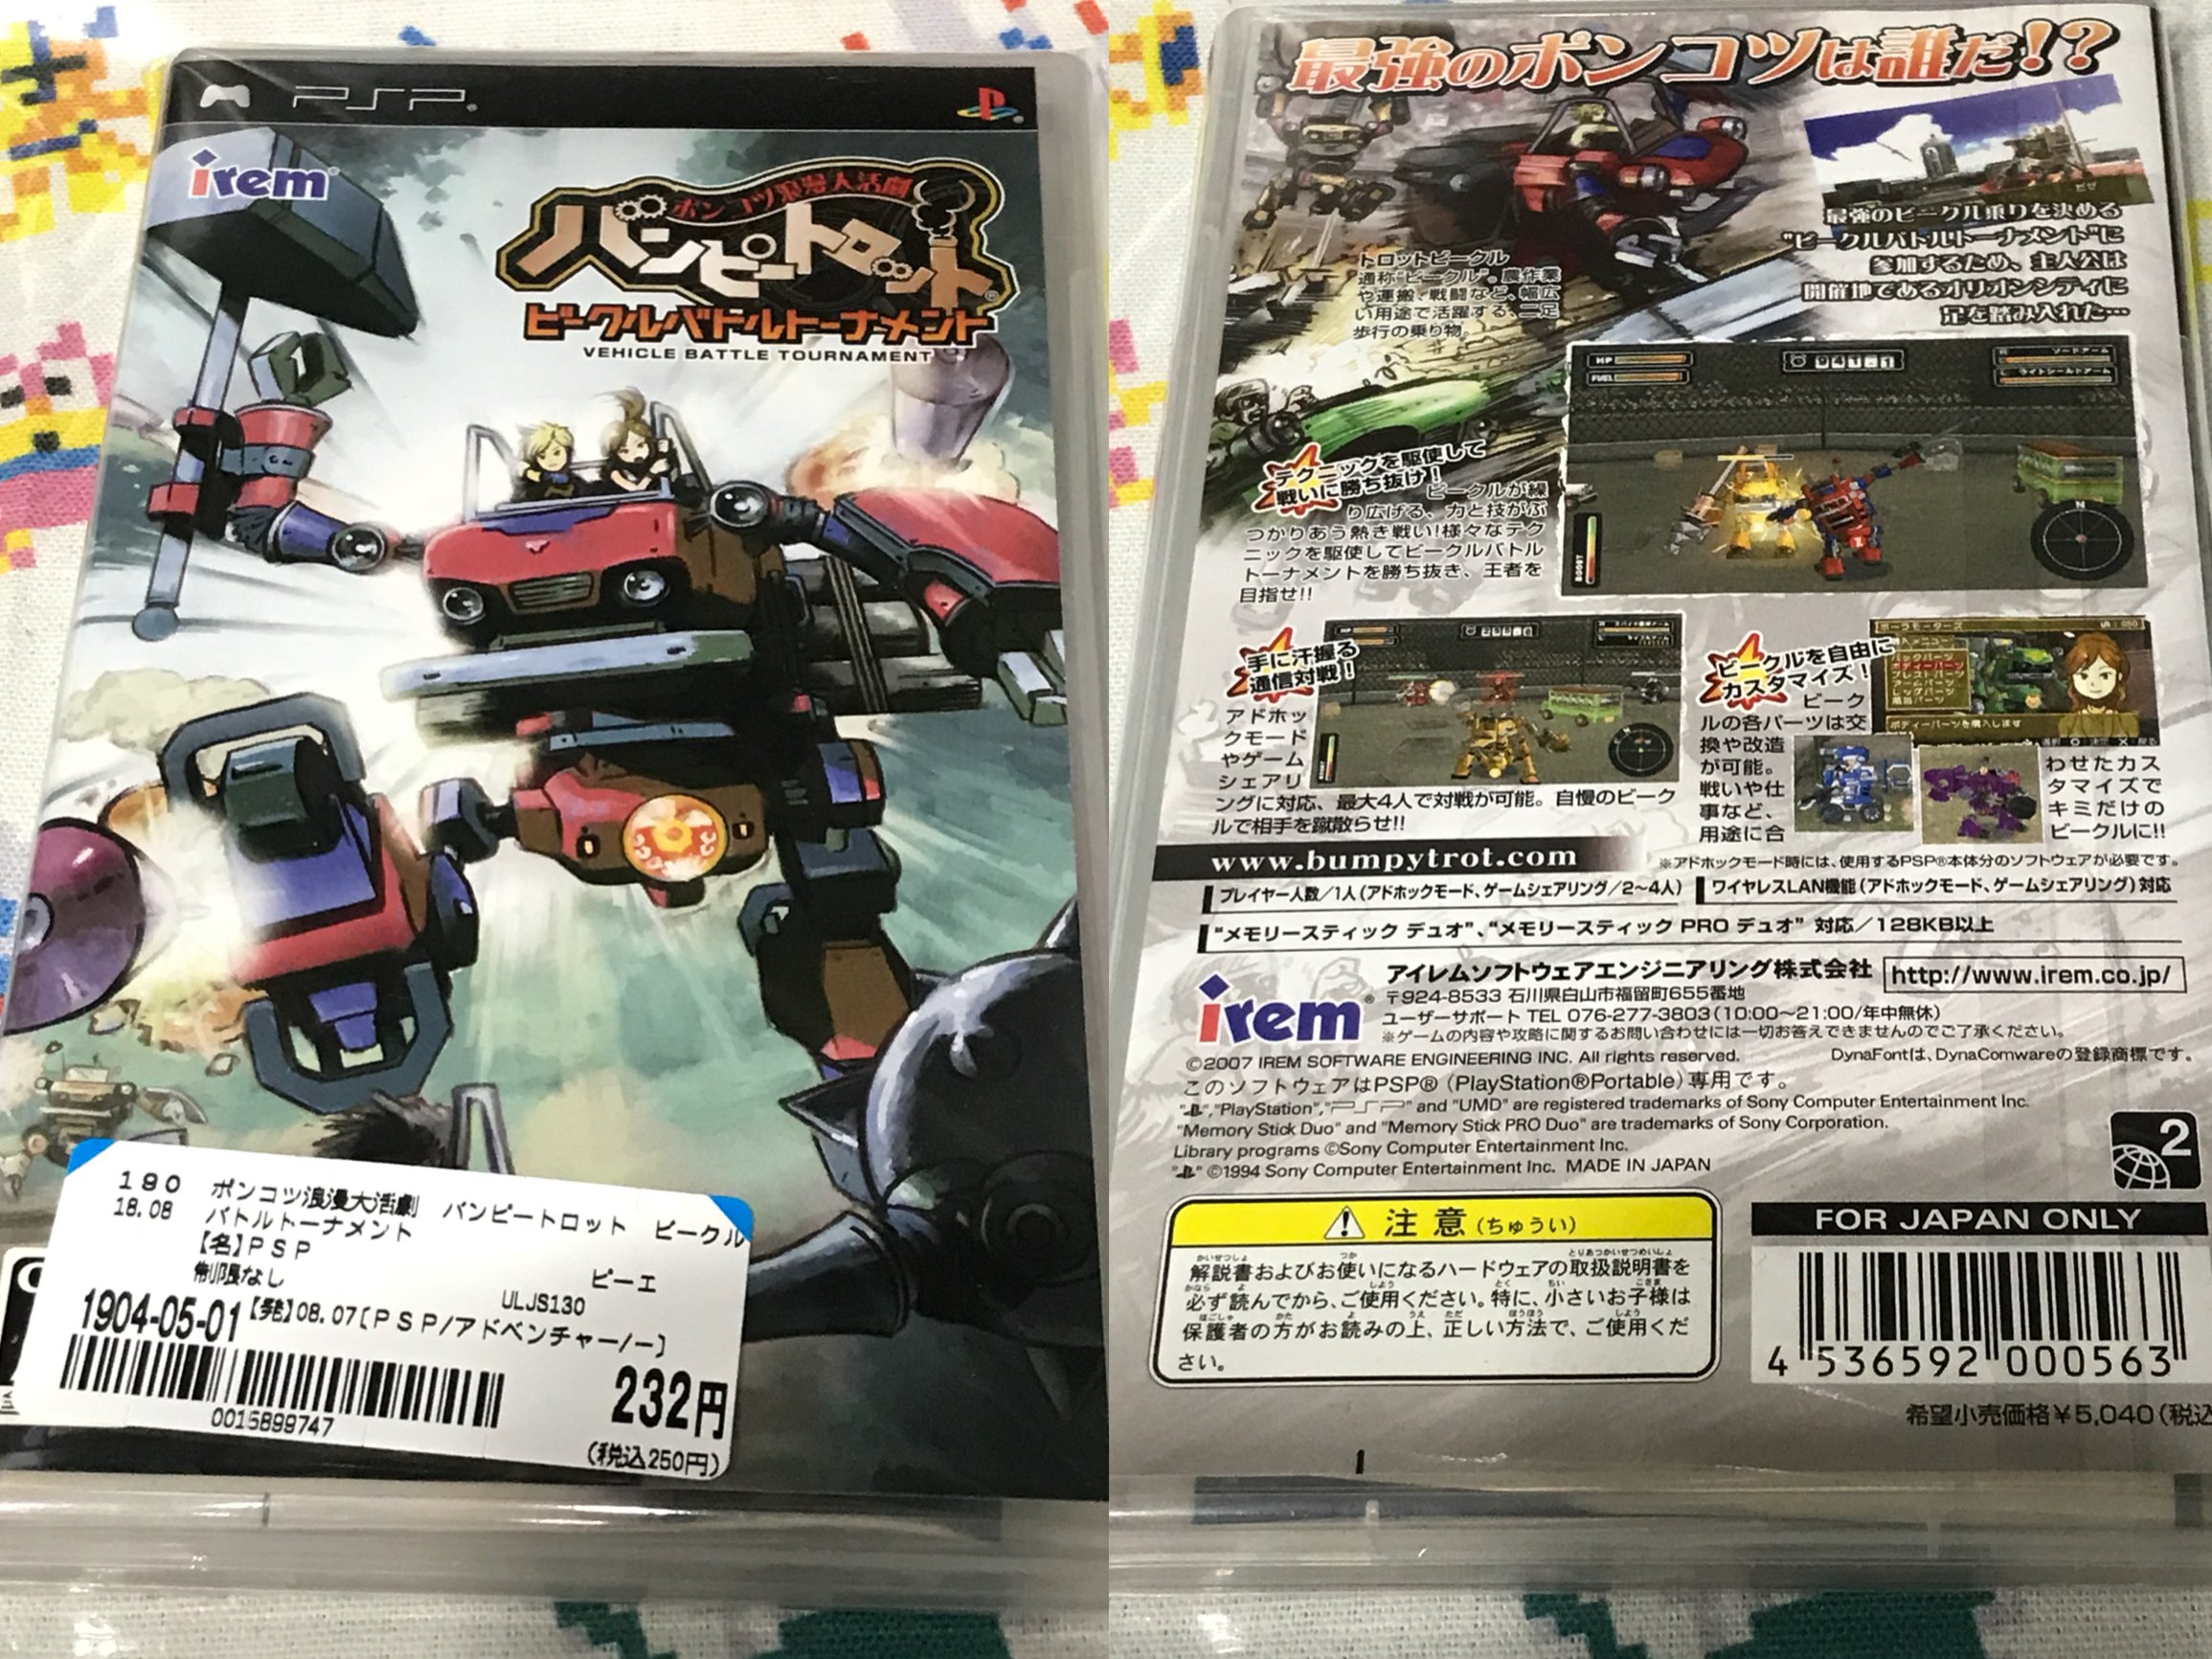 PSP
irem
ポンコツ浪漫大活劇
バンピートロット
ビークルバトルトーナメント
VEHICLE BATTLE TOURNAMENT
190 ポンコツ浪漫大活劇 バンピートロット ビークル
18.08 バトルトーナメント
【名】PSP
制限なし ピーエ
ULJS130
1904-05-01 【発】08.07〔PSP/アドベンチャー/ー〕
232円
0015899747
(税込250円)
最強のポンコツは誰だ!?
最強のビークル乗りを決める
"ビークルバトルトーナメント"に
参加するため、主人公は
開催地であるオリオンシティに
足を踏み入れた…
トロットビークル
通称"ビークル"。農作業
や運搬、戦闘など、幅広
い用途で活躍する、二足
歩行の乗り物。
HP
FUEL
ソードアーム
ライトシールドアーム
BOOST
N
テクニックを駆使して
戦いに勝ち抜け!
ビークルが繰
り広げる、力と技がぶ
つかりあう熱き戦い!様々なテク
ニックを駆使してビークルバトル
トーナメントを勝ち抜き、王者を
目指せ!!
手に汗握る
通信対戦!
アドホッ
クモード
やゲーム
シェアリ
ングに対応、最大4人で対戦が可能。自慢のビーク
ルで相手を蹴散らせ!!
ビークルを自由に
カスタマイズ!
ビーク
ルの各パーツは交
換や改造
が可能。
戦いや仕
事など、
用途に合
わせたカス
タマイズで
キミだけの
ビークルに!!
ボディーパーツを購入します
www.bumpytrot.com
※アドホックモード時には、使用するPSP®本体分のソフトウェアが必要です。
プレイヤー人数/1人(アドホックモード、ゲームシェアリング/2~4人)
ワイヤレスLAN機能(アドホックモード、ゲームシェアリング)対応
"メモリースティック デュオ"、"メモリースティック PRO デュオ" 対応/128KB以上
irem®
アイレムソフトウェアエンジニアリング株式会社
http://www.irem.co.jp/
〒924-8533 石川県白山市福留町655番地
ユーザーサポート TEL 076-277-3803(10:00~21:00/年中無休)
※ゲームの内容や攻略に関するお問い合わせには一切お答えできませんのでご了承ください。
©2007 IREM SOFTWARE ENGINEERING INC. All rights reserved.
DynaFontは、DynaComwareの登録商標です。
このソフトウェアはPSP®(PlayStation®Portable)専用です。
"PlayStation","PSP" and "UMD" are registered trademarks of Sony Computer Entertainment Inc.
"Memory Stick Duo" and "Memory Stick PRO Duo" are trademarks of Sony Corporation.
Library programs ©Sony Computer Entertainment Inc.
©1994 Sony Computer Entertainment Inc. MADE IN JAPAN
2
注意(ちゅうい)
解説書およびお使いになるハードウェアの取扱説明書を
必ず読んでから、ご使用ください。特に、小さいお子様は
保護者の方がお読みの上、正しい方法で、ご使用くだ
さい。
FOR JAPAN ONLY
4 536592 000563
希望小売価格¥5,040(税込